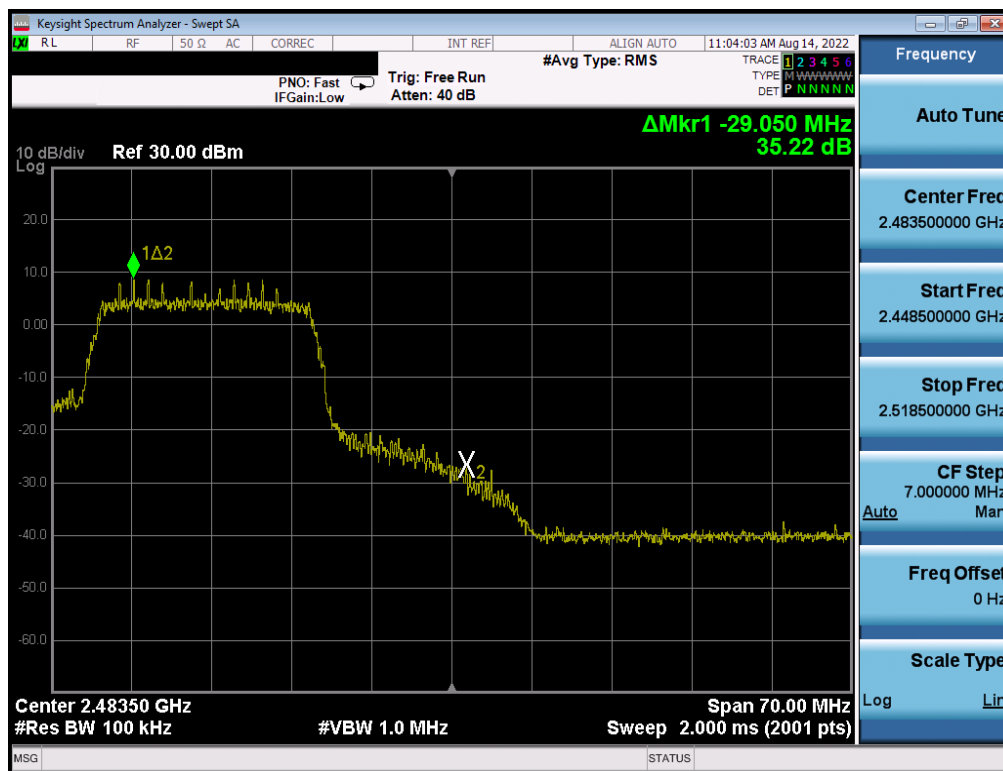 Keysight Spectrum Analyzer - Swept SA
LXI RL RF 50 Ω AC CORREC INT REF ALIGN AUTO 11:04:03 AM Aug 14, 2022
#Avg Type: RMS
TRACE 1 2 3 4 5 6
PNO: Fast Trig: Free Run
TYPE M WWWWW
IFGain:Low Atten: 40 dB
DET P N N N N N
ΔMkr1 -29.050 MHz
35.22 dB
10 dB/div Ref 30.00 dBm
Log
20.0
1Δ2
10.0
0.00
-10.0
-20.0
X2
-30.0
-40.0
-50.0
-60.0
Center 2.48350 GHz Span 70.00 MHz
#Res BW 100 kHz #VBW 1.0 MHz Sweep 2.000 ms (2001 pts)
MSG STATUS
Frequency
Auto Tune
Center Freq
2.483500000 GHz
Start Freq
2.448500000 GHz
Stop Freq
2.518500000 GHz
CF Step
7.000000 MHz
Auto Man
Freq Offset
0 Hz
Scale Type
Log Lin